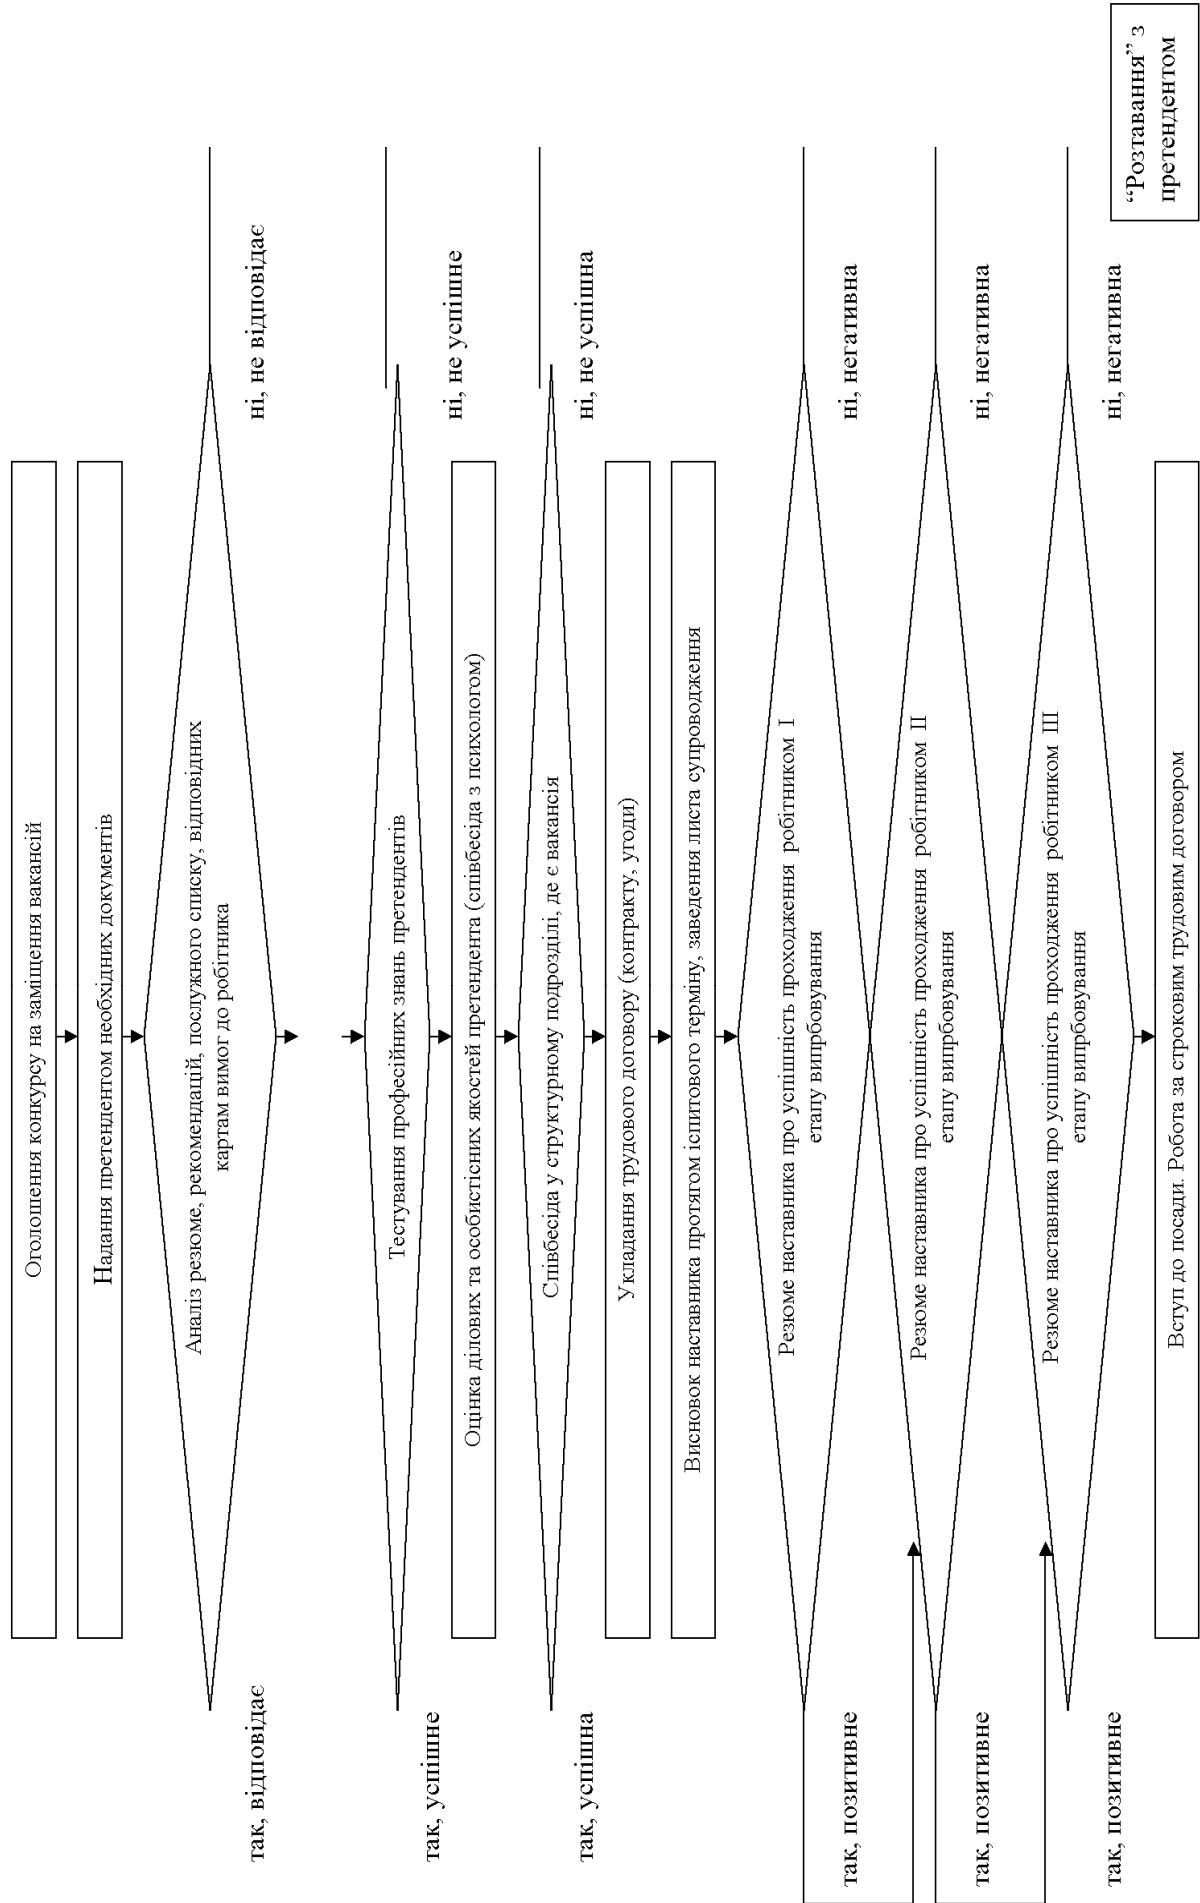 Оголошення конкурсу на заміщення вакансій
Надання претендентом необхідних документів
Аналіз резюме, рекомендацій, послужного списку, відповідних
картам вимог до робітника
так, відповідає
ні, не відповідає
Тестування професійних знань претендентів
так, успішне
ні, не успішне
Оцінка ділових та особистісних якостей претендента (співбесіда з психологом)
Співбесіда у структурному подрозділі, де є вакансія
так, успішна
ні, не успішна
Укладання трудового договору (контракту, угоди)
Висновок наставника протягом іспитового терміну, заведення листа супроводження
Резюме наставника про успішність проходження робітником I
етапу випрбовування
так, позитивне
ні, негативна
Резюме наставника про успішність проходження робітником II
етапу випрбовування
так, позитивне
ні, негативна
Резюме наставника про успішність проходження робітником III
етапу випрбовування
так, позитивне
ні, негативна
“Розтавання” з
претендентом
Вступ до посади. Робота за строковим трудовим договором